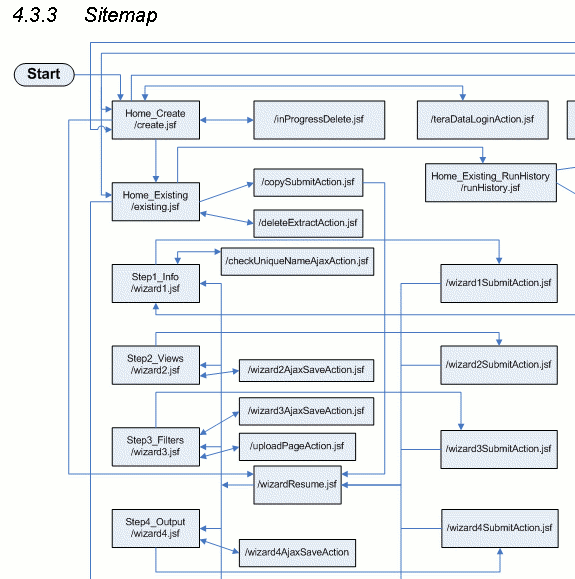 4.3.3 Sitemap
Start
Home_Create
/create.jsf
/inProgressDelete.jsf
/teraDataLoginAction.jsf
/copySubmitAction.jsf
Home_Existing_RunHistory
/runHistory.jsf
Home_Existing
/existing.jsf
/deleteExtractAction.jsf
/checkUniqueNameAjaxAction.jsf
Step1_Info
/wizard1.jsf
/wizard1SubmitAction.jsf
Step2_Views
/wizard2.jsf
/wizard2AjaxSaveAction.jsf
/wizard2SubmitAction.jsf
/wizard3AjaxSaveAction.jsf
Step3_Filters
/wizard3.jsf
/uploadPageAction.jsf
/wizard3SubmitAction.jsf
/wizardResume.jsf
Step4_Output
/wizard4.jsf
/wizard4SubmitAction.jsf
/wizard4AjaxSaveAction